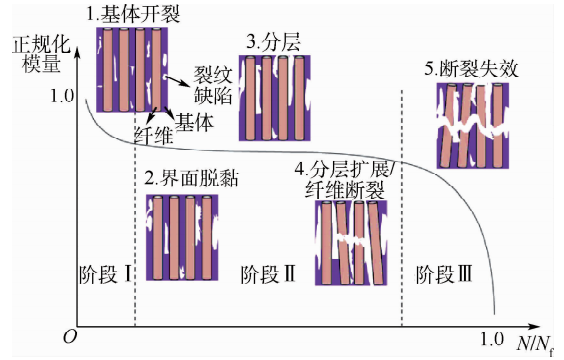 1.基体开裂
正规化
模量
3.分层
裂纹
缺陷
5.断裂失效
1.0
基体
纤维
2.界面脱黏
4.分层扩展/
纤维断裂
阶段Ⅰ
阶段Ⅱ
阶段Ⅲ
O
1.0
N/Nf